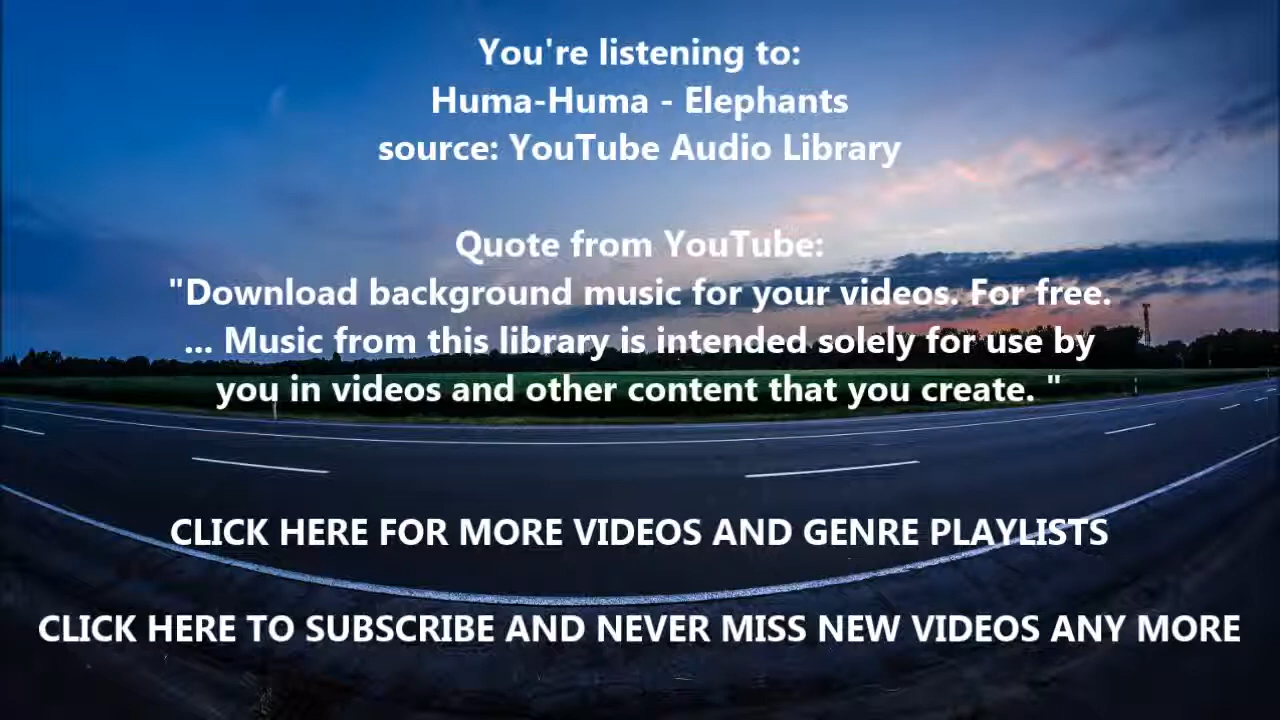 You're listening to:
Huma-Huma - Elephants
source: YouTube Audio Library
Quote from YouTube:
"Download background music for your videos. For free.
... Music from this library is intended solely for use by
you in videos and other content that you create. "
CLICK HERE FOR MORE VIDEOS AND GENRE PLAYLISTS
CLICK HERE TO SUBSCRIBE AND NEVER MISS NEW VIDEOS ANY MORE